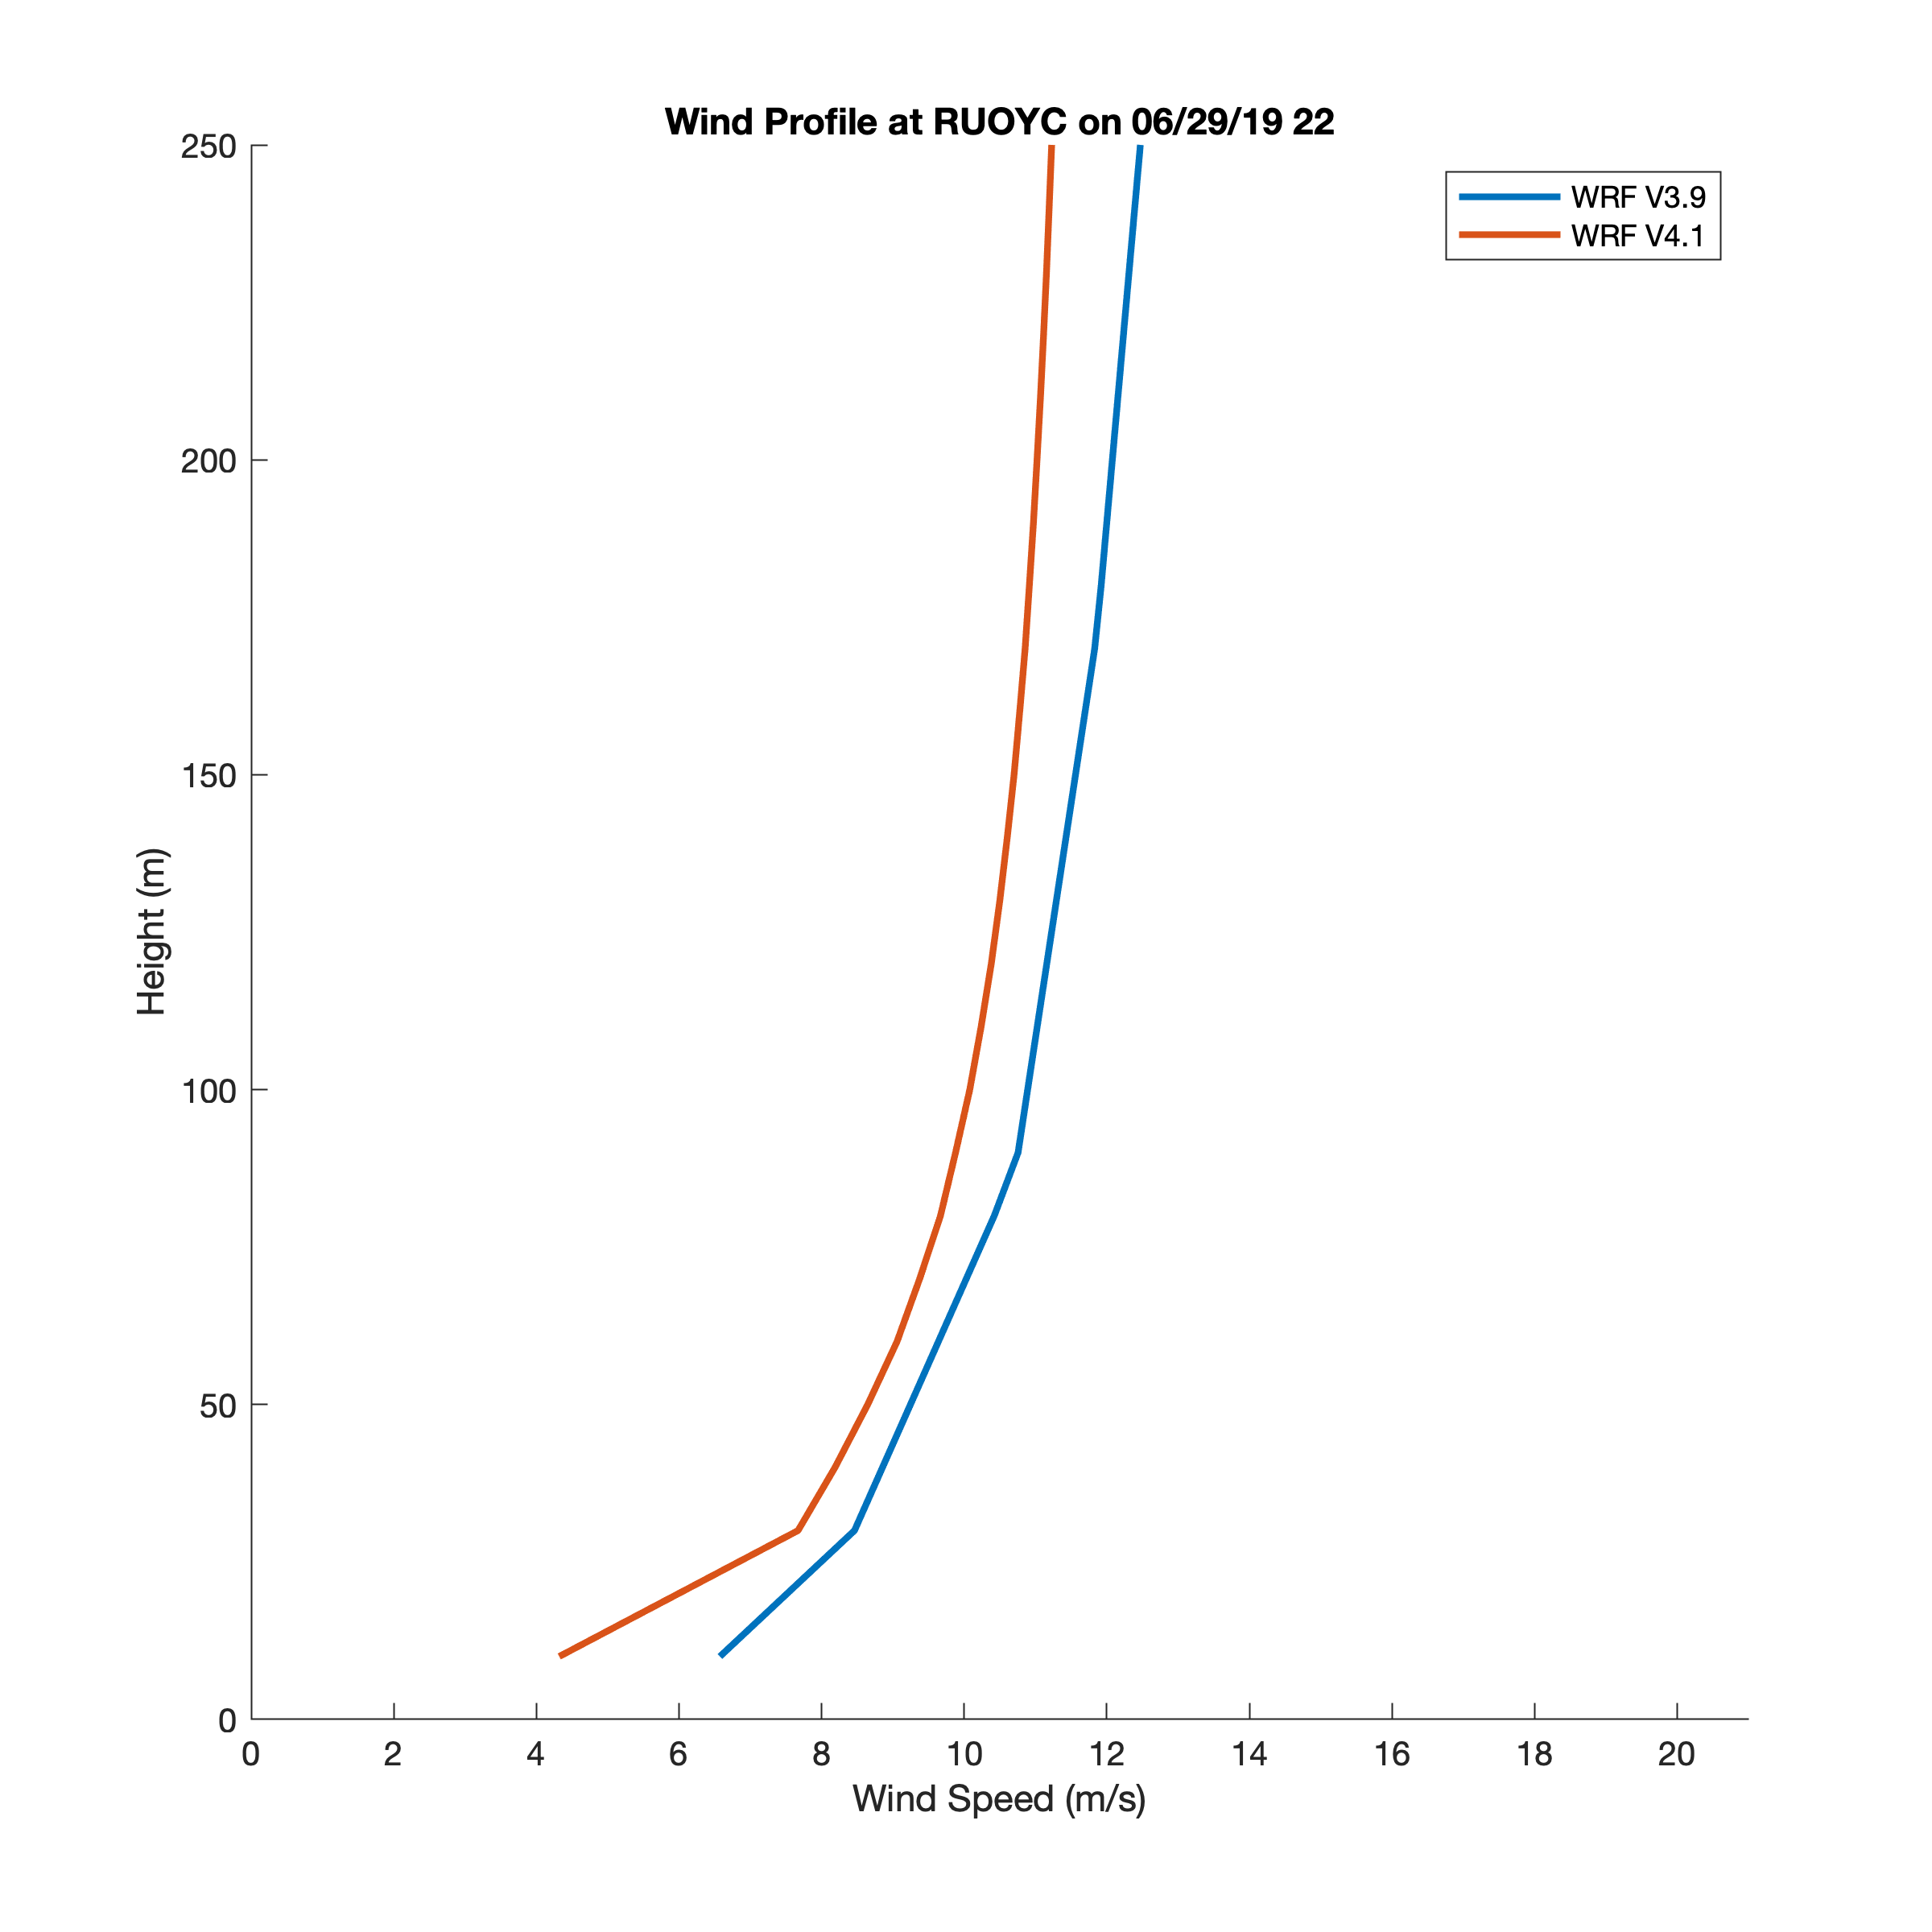 Wind Profile at RUOYC on 06/29/19 22
WRF V3.9
WRF V4.1
250
200
150
100
50
0
Height (m)
0 2 4 6 8 10 12 14 16 18 20
Wind Speed (m/s)